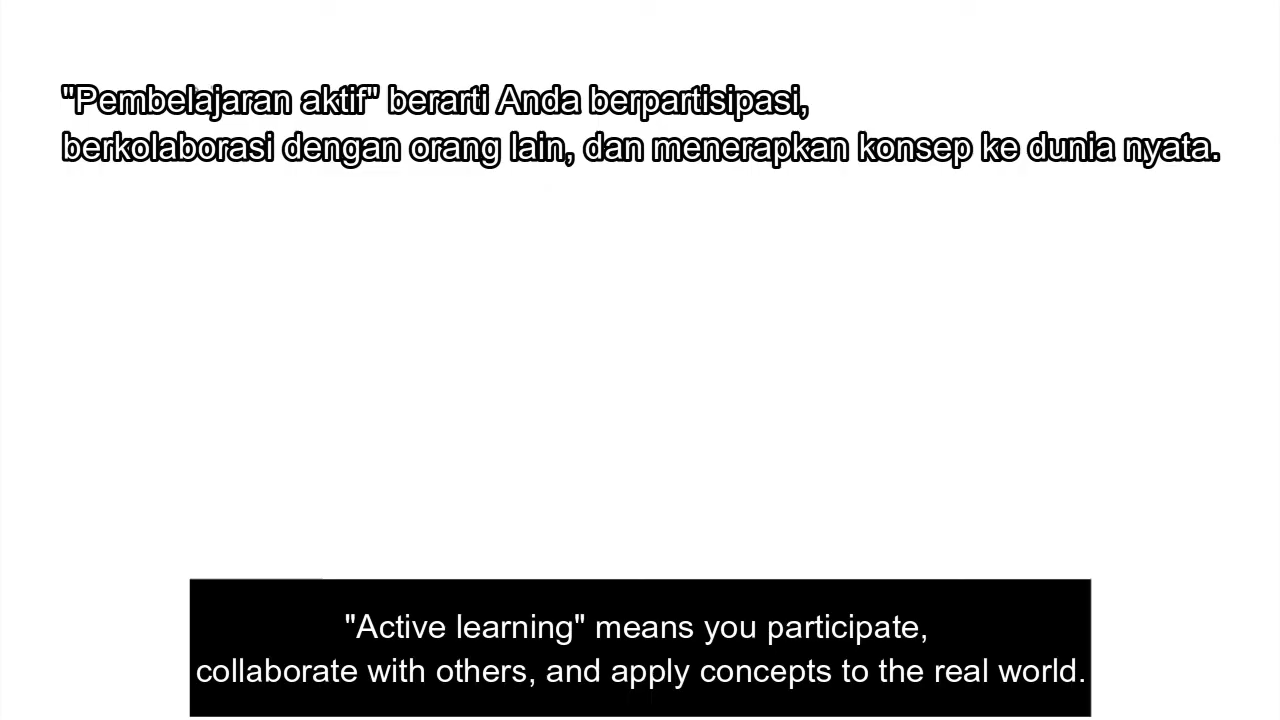 "Pembelajaran aktif" berarti Anda berpartisipasi,
berkolaborasi dengan orang lain, dan menerapkan konsep ke dunia nyata.
"Active learning" means you participate,
collaborate with others, and apply concepts to the real world.